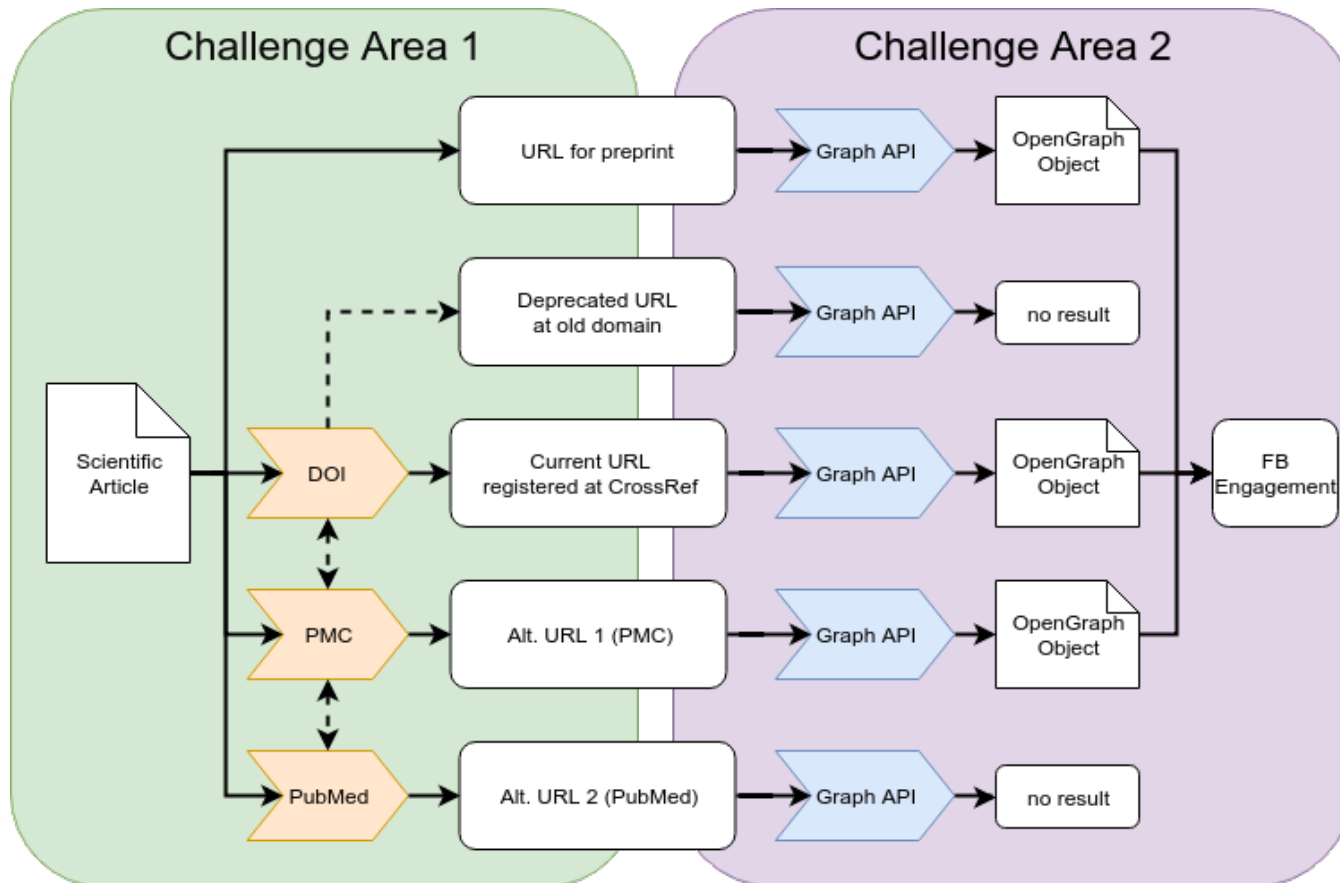 Challenge Area 1
Challenge Area 2
URL for preprint
Graph API
OpenGraph
Object
Deprecated URL
at old domain
Graph API
no result
Scientific
Article
DOI
Current URL
registered at CrossRef
Graph API
OpenGraph
Object
FB
Engagement
PMC
Alt. URL 1 (PMC)
Graph API
OpenGraph
Object
PubMed
Alt. URL 2 (PubMed)
Graph API
no result